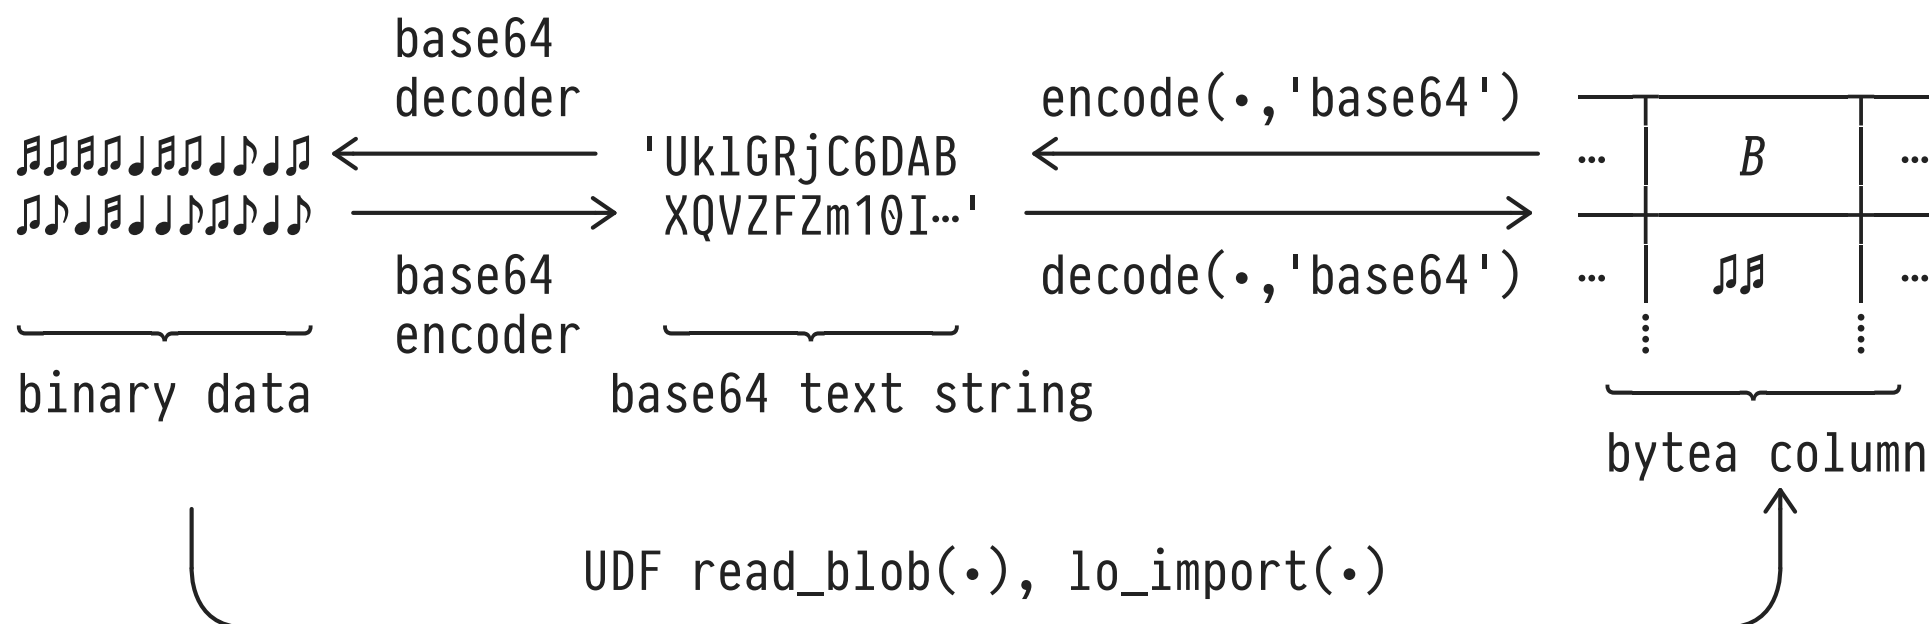 base64
decoder
encode(•,'base64')
♬♫♬♫♩♬♫♩♪♩♫
'UklGRjC6DAB
… B …
♫♪♩♬♩♩♪♫♪♩♪
XQVZFZm10I…'
base64
encoder
decode(•,'base64')
… ♫♬ …
binary data
base64 text string
bytea column
UDF read_blob(•), lo_import(•)